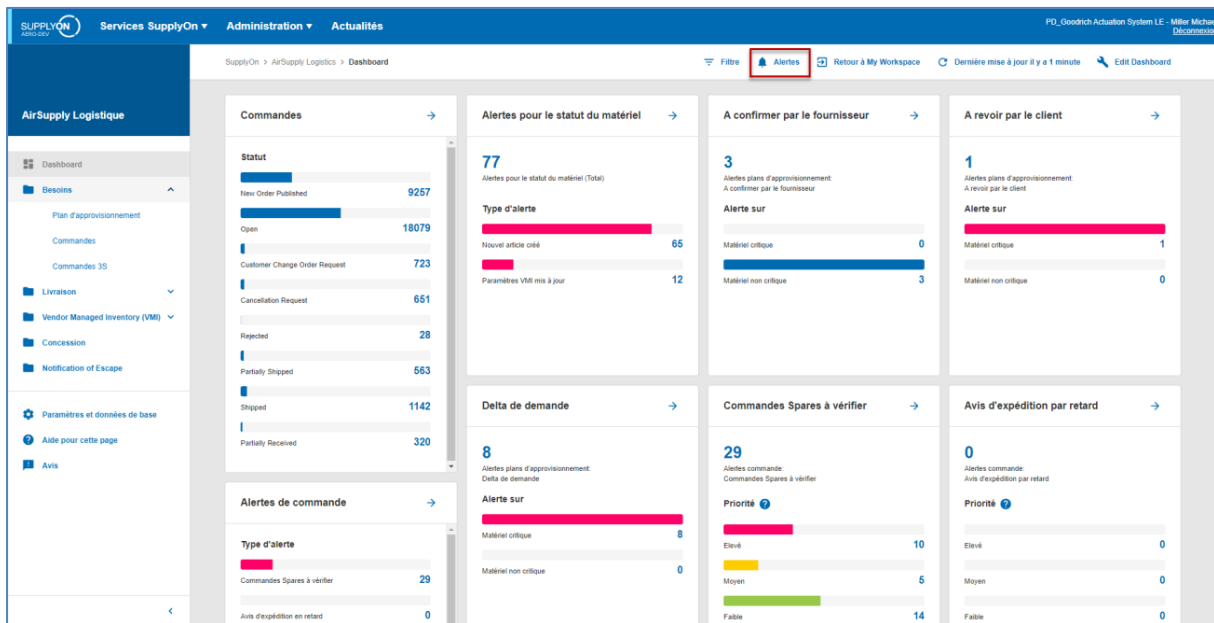 SUPPLYON
AERO-DEV
Services SupplyOn
Administration
Actualités
PD_Goodrich Actuation System LE - Miller Michae
Déconnexio
AirSupply Logistique
SupplyOn > AirSupply Logistics > Dashboard
Filtre
Alertes
Retour à My Workspace
Dernière mise à jour il y a 1 minute
Edit Dashboard
Dashboard
Besoins
Plan d'approvisionnement
Commandes
Commandes 3S
Livraison
Vendor Managed Inventory (VMI)
Concession
Notification of Escape
Paramètres et données de base
Aide pour cette page
Avis
Commandes
Statut
New Order Published 9257
Open 18079
Customer Change Order Request 723
Cancellation Request 651
Rejected 28
Partially Shipped 563
Shipped 1142
Partially Received 320
Alertes pour le statut du matériel
77
Alertes pour le statut du matériel (Total)
Type d'alerte
Nouvel article créé 65
Paramètres VMI mis à jour 12
A confirmer par le fournisseur
3
Alertes plans d'approvisionnement:
A confirmer par le fournisseur
Alerte sur
Matériel critique 0
Matériel non critique 3
A revoir par le client
1
Alertes plans d'approvisionnement:
A revoir par le client
Alerte sur
Matériel critique 1
Matériel non critique 0
Alertes de commande
Type d'alerte
Commandes Spares à vérifier 29
Avis d'expédition en retard 0
Delta de demande
8
Alertes plans d'approvisionnement:
Delta de demande
Alerte sur
Matériel critique 8
Matériel non critique 0
Commandes Spares à vérifier
29
Alertes commande:
Commandes Spares à vérifier
Priorité ?
Elevé 10
Moyen 5
Faible 14
Avis d'expédition par retard
0
Alertes commande:
Avis d'expédition par retard
Priorité ?
Elevé 0
Moyen 0
Faible 0